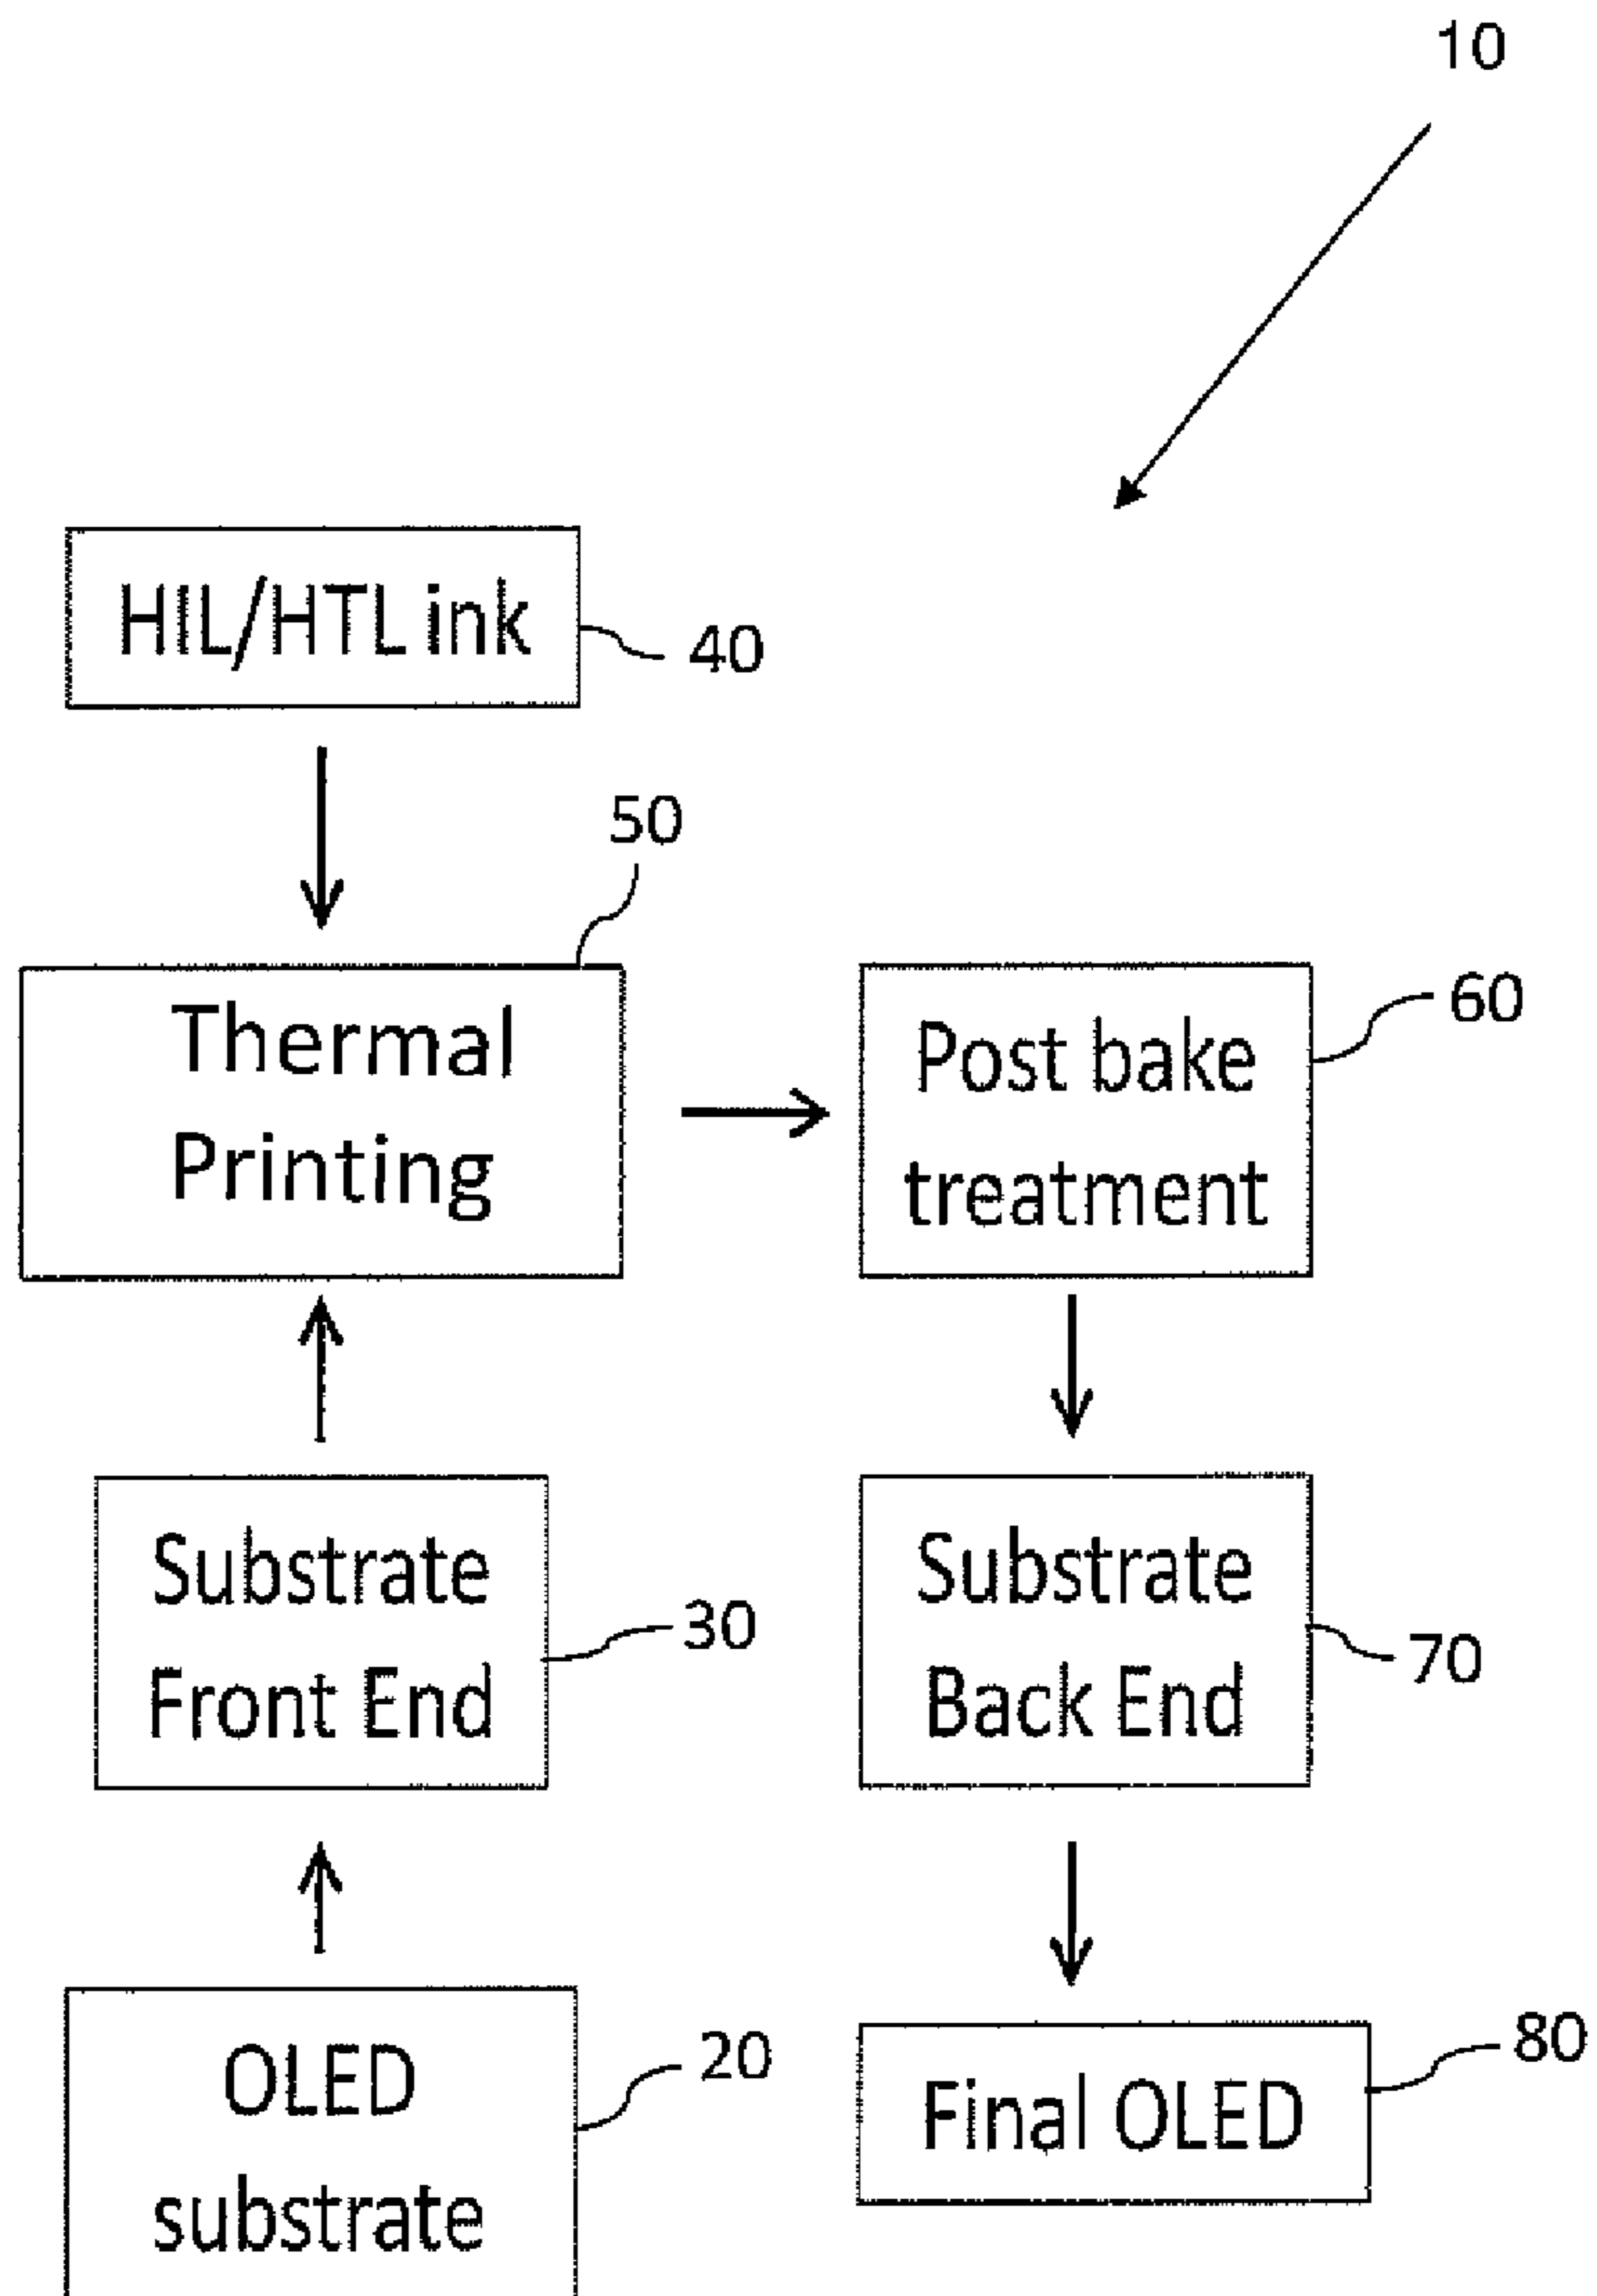 10
HIL/HTL ink
40
50
Thermal
Printing
Post bake
treatment
60
Substrate
Front End
30
Substrate
Back End
70
OLED
substrate
20
Final OLED
80